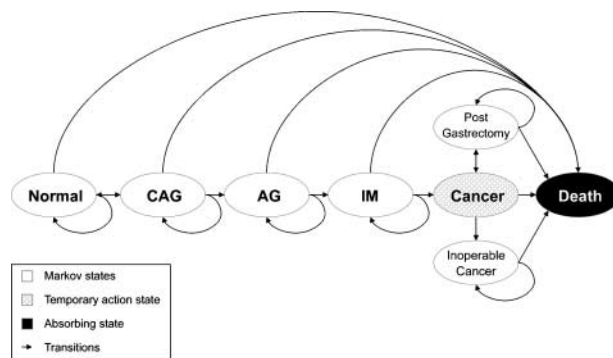 Post
Gastrectomy
Normal
CAG
AG
IM
Cancer
Death
Inoperable
Cancer
Markov states
Temporary action state
Absorbing state
Transitions